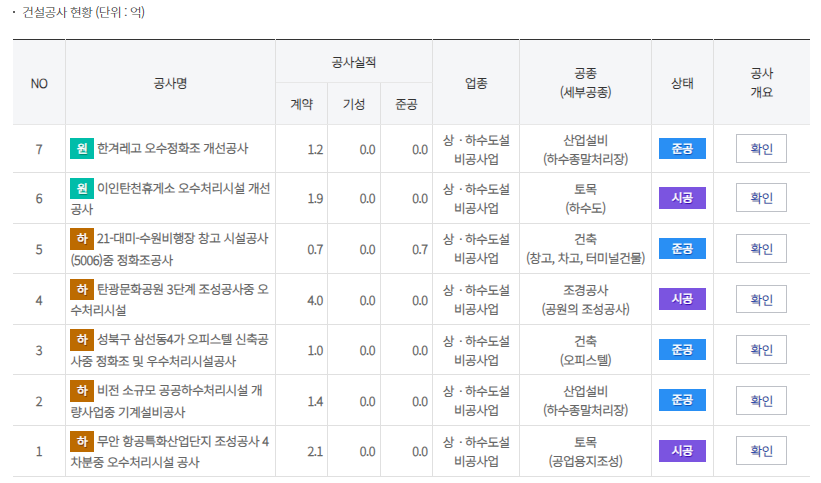 · 건설공사 현황 (단위 : 억)
NO 공사명 공사실적 업종 공종 (세부공종) 상태 공사 개요
계약 기성 준공
7 원 한겨레고 오수정화조 개선공사 1.2 0.0 0.0 상 · 하수도설 산업설비 준공 확인
비공사업 (하수종말처리장)
6 원 이인탄천휴게소 오수처리시설 개선 1.9 0.0 0.0 상 · 하수도설 토목 시공 확인
공사 비공사업 (하수도)
5 하 21-대미-수원비행장 창고 시설공사 0.7 0.0 0.7 상 · 하수도설 건축 준공 확인
(5006)중 정화조공사 비공사업 (창고, 차고, 터미널건물)
4 하 탄광문화공원 3단계 조성공사중 오 4.0 0.0 0.0 상 · 하수도설 조경공사 시공 확인
수처리시설 비공사업 (공원의 조성공사)
3 하 성북구 삼선동4가 오피스텔 신축공 1.0 0.0 0.0 상 · 하수도설 건축 준공 확인
사중 정화조 및 우수처리시설공사 비공사업 (오피스텔)
2 하 비전 소규모 공공하수처리시설 개 1.4 0.0 0.0 상 · 하수도설 산업설비 준공 확인
량사업중 기계설비공사 비공사업 (하수종말처리장)
1 하 무안 항공특화산업단지 조성공사 4 2.1 0.0 0.0 상 · 하수도설 토목 시공 확인
차분중 오수처리시설 공사 비공사업 (공업용지조성)